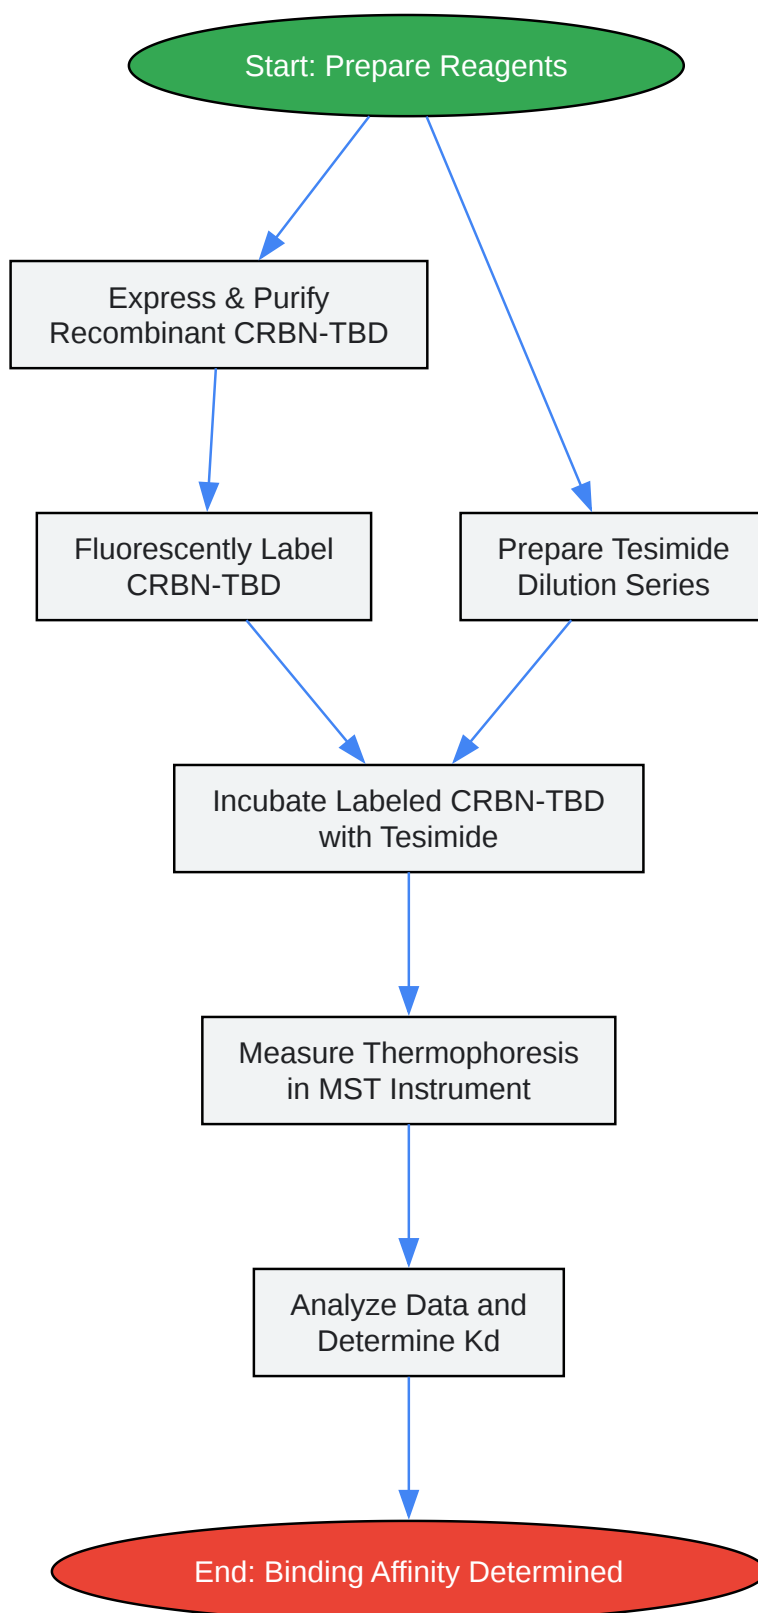 Start: Prepare Reagents
Express & Purify
Recombinant CRBN-TBD
Fluorescently Label
CRBN-TBD
Prepare Tesimide
Dilution Series
Incubate Labeled CRBN-TBD
with Tesimide
Measure Thermophoresis
in MST Instrument
Analyze Data and
Determine Kd
End: Binding Affinity Determined